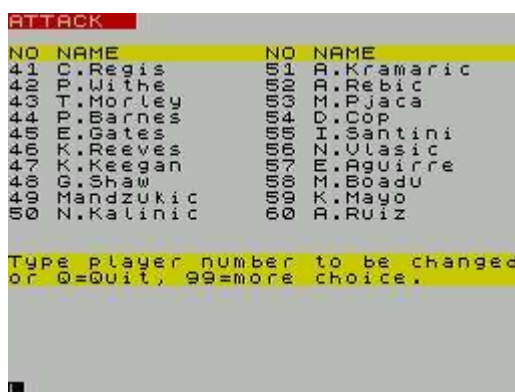 ATTACK
NO NAME NO NAME
41 C.Regis 51 A.Kramaric
42 P.Withe 52 A.Rebic
43 T.Morley 53 M.Pjaca
44 P.Barnes 54 D.Cop
45 E.Gates 55 I.Santini
46 K.Reeves 56 N.Vlasic
47 K.Keegan 57 E.Aguirre
48 G.Shaw 58 M.Boadu
49 Mandzukic 59 K.Mayo
50 N.Kalinic 60 A.Ruiz
Type player number to be changed
or Q=Quit, 99=more choice.
L